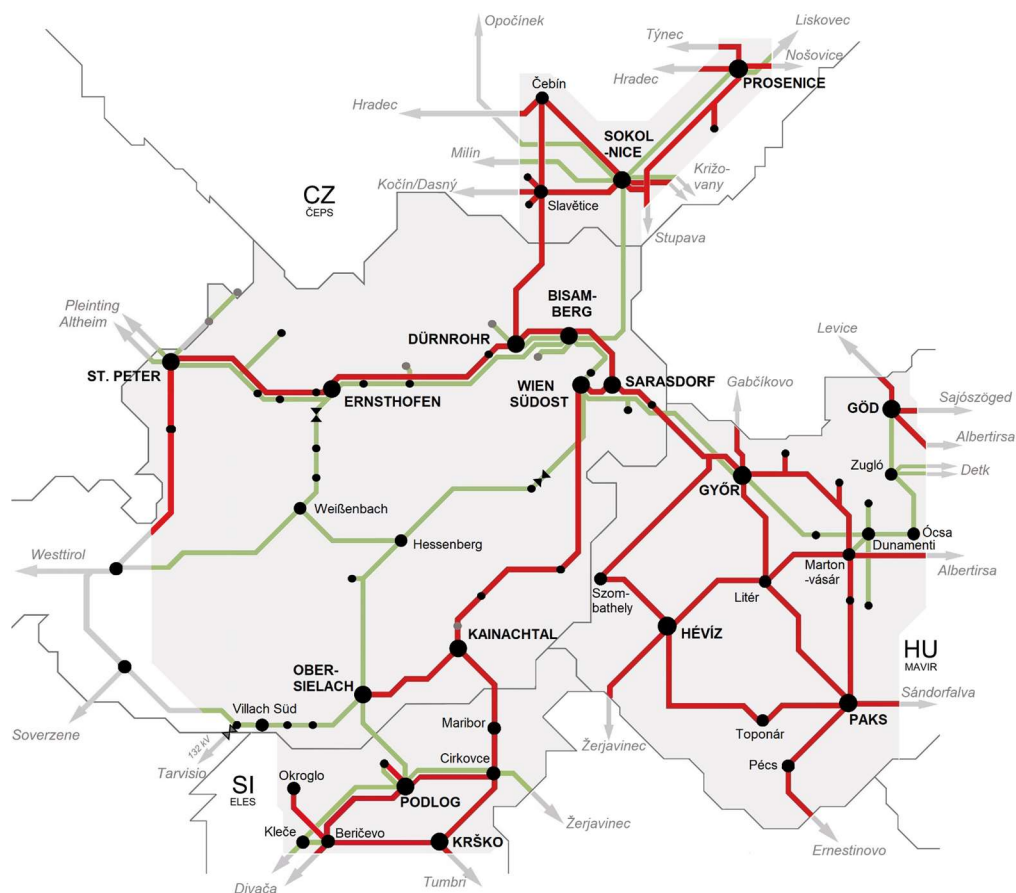 Opočínek
Týnec
Liskovec
Nošovice
Hradec
PROSENICE
Čebín
Hradec
SOKOL
-NICE
Milín
Križo-
vany
CZ
ČEPS
Kočín/Dasný
Slavětice
Stupava
BISAM-
BERG
Pleinting
Altheim
DÜRNROHR
Levice
ST. PETER
ERNSTHOFEN
WIEN
SÜDOST
SARASDORF
Gabčikovo
GÖD
Sajószöged
Albertirsa
Zugló
Detk
GYŐR
Weißenbach
Hessenberg
Ócsa
Dunamenti
Westtirol
Marton
-vásár
Albertirsa
Szom-
bathely
Litér
KAINACHTAL
HÉVÍZ
HU
MAVIR
OBER-
SIELACH
Sándorfalva
Villach Süd
Maribor
PAKS
Soverzene
132 kV
Toponár
Žerjavinec
Tarvisio
Cirkovce
Pécs
SI
ELES
Okroglo
PODLOG
Žerjavinec
Kleče
Beričevo
KRŠKO
Ernestinovo
Divača
Tumbri